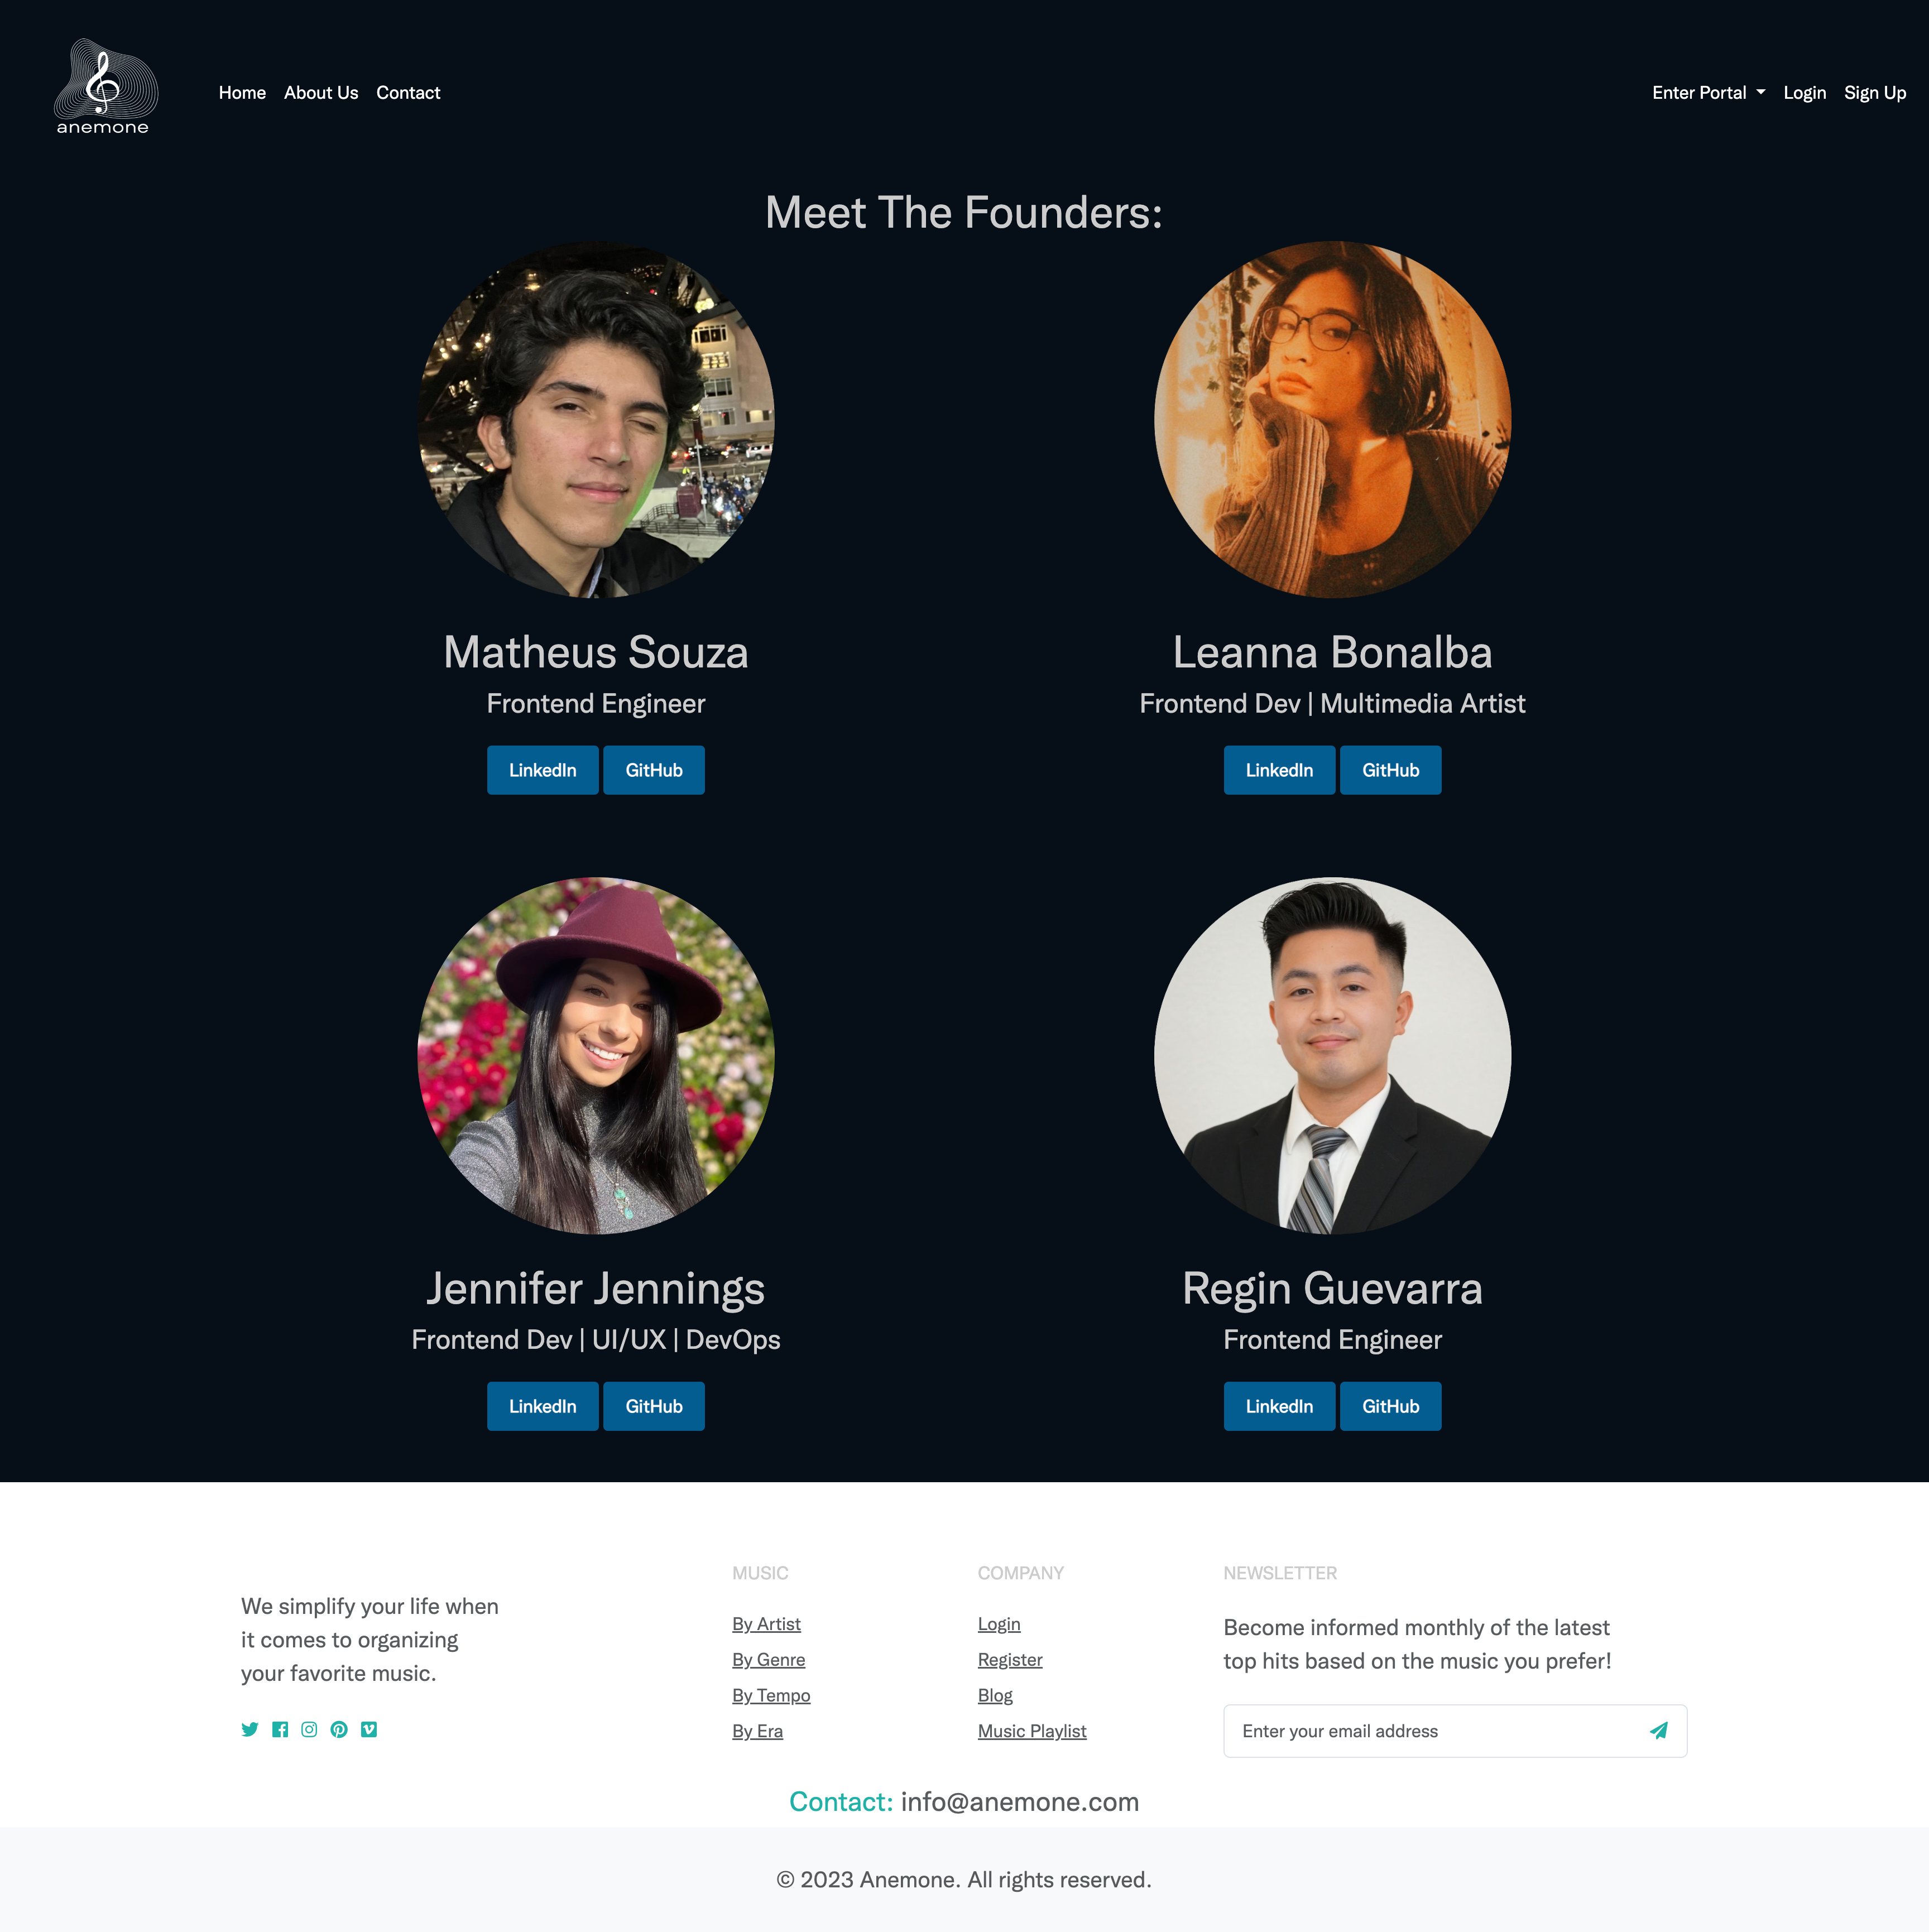 anemone
Home About Us Contact
Enter Portal Login Sign Up
Meet The Founders:
Matheus Souza
Frontend Engineer
LinkedIn GitHub
Leanna Bonalba
Frontend Dev | Multimedia Artist
LinkedIn GitHub
Jennifer Jennings
Frontend Dev | UI/UX | DevOps
LinkedIn GitHub
Regin Guevarra
Frontend Engineer
LinkedIn GitHub
We simplify your life when
it comes to organizing
your favorite music.
MUSIC
By Artist
By Genre
By Tempo
By Era
COMPANY
Login
Register
Blog
Music Playlist
NEWSLETTER
Become informed monthly of the latest
top hits based on the music you prefer!
Enter your email address
Contact: info@anemone.com
© 2023 Anemone. All rights reserved.